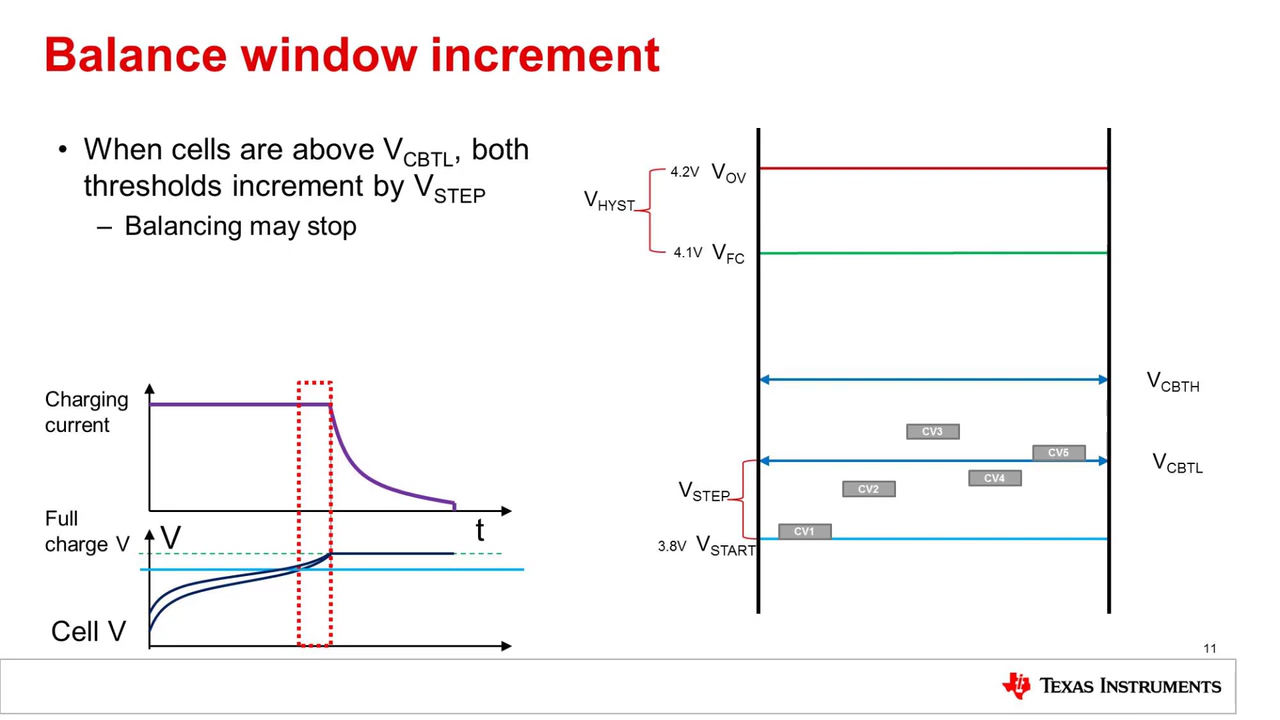 Balance window increment
• When cells are above VCBTL, both
thresholds increment by VSTEP
– Balancing may stop
4.2V VOV
VHYST
4.1V VFC
VCBTH
CV3
CV5
VCBTL
CV4
VSTEP
CV2
CV1
3.8V VSTART
Charging
current
t
Full
charge V
V
Cell V
11
TEXAS INSTRUMENTS